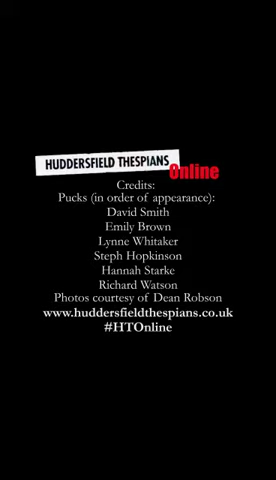 HUDDERSFIELD THESPIANS
Online
Credits:
Pucks (in order of appearance):
David Smith
Emily Brown
Lynne Whitaker
Steph Hopkinson
Hannah Starke
Richard Watson
Photos courtesy of Dean Robson
www.huddersfieldthespians.co.uk
#HTOnline